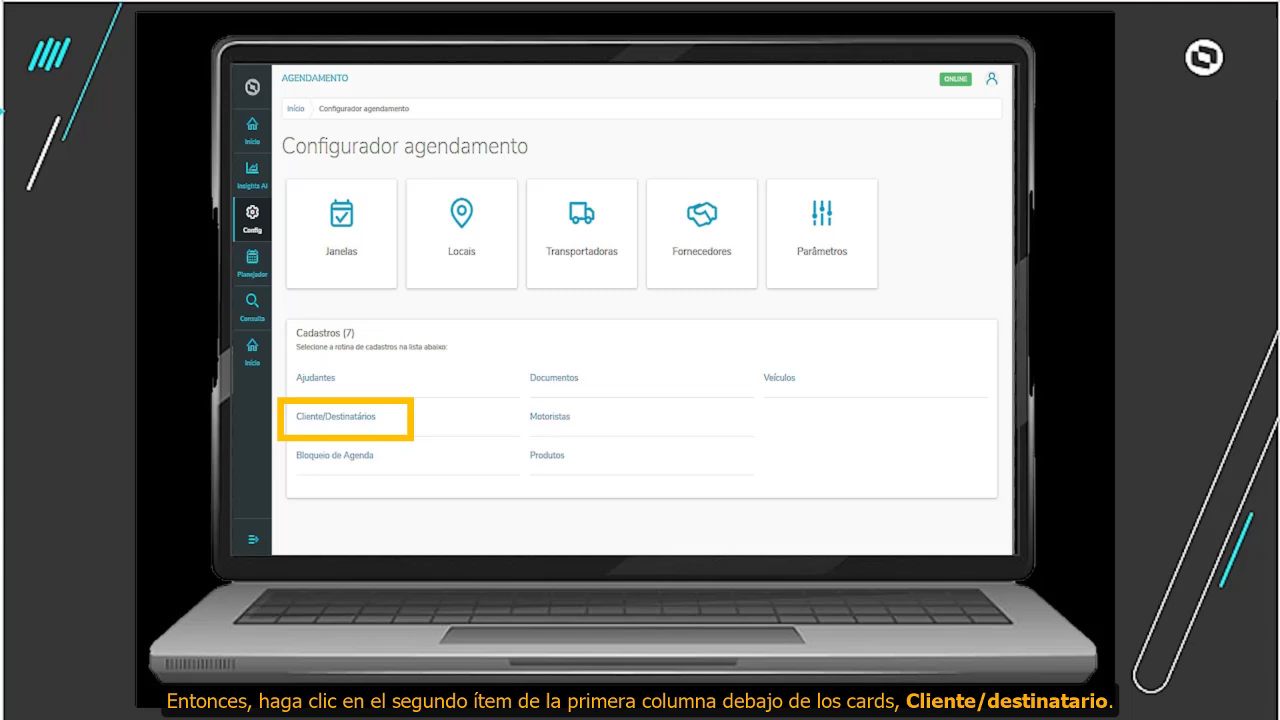 AGENDAMENTO
ONLINE
Início
Configurador agendamento
Configurador agendamento
Início
Insights AI
Config
Planejador
Consulta
Início
Janelas
Locais
Transportadoras
Fornecedores
Parâmetros
Cadastros (7)
Selecione a rotina de cadastros na lista abaixo:
Ajudantes
Documentos
Veículos
Cliente/Destinatários
Motoristas
Bloqueio de Agenda
Produtos
Entonces, haga clic en el segundo ítem de la primera columna debajo de los cards, Cliente/destinatario.